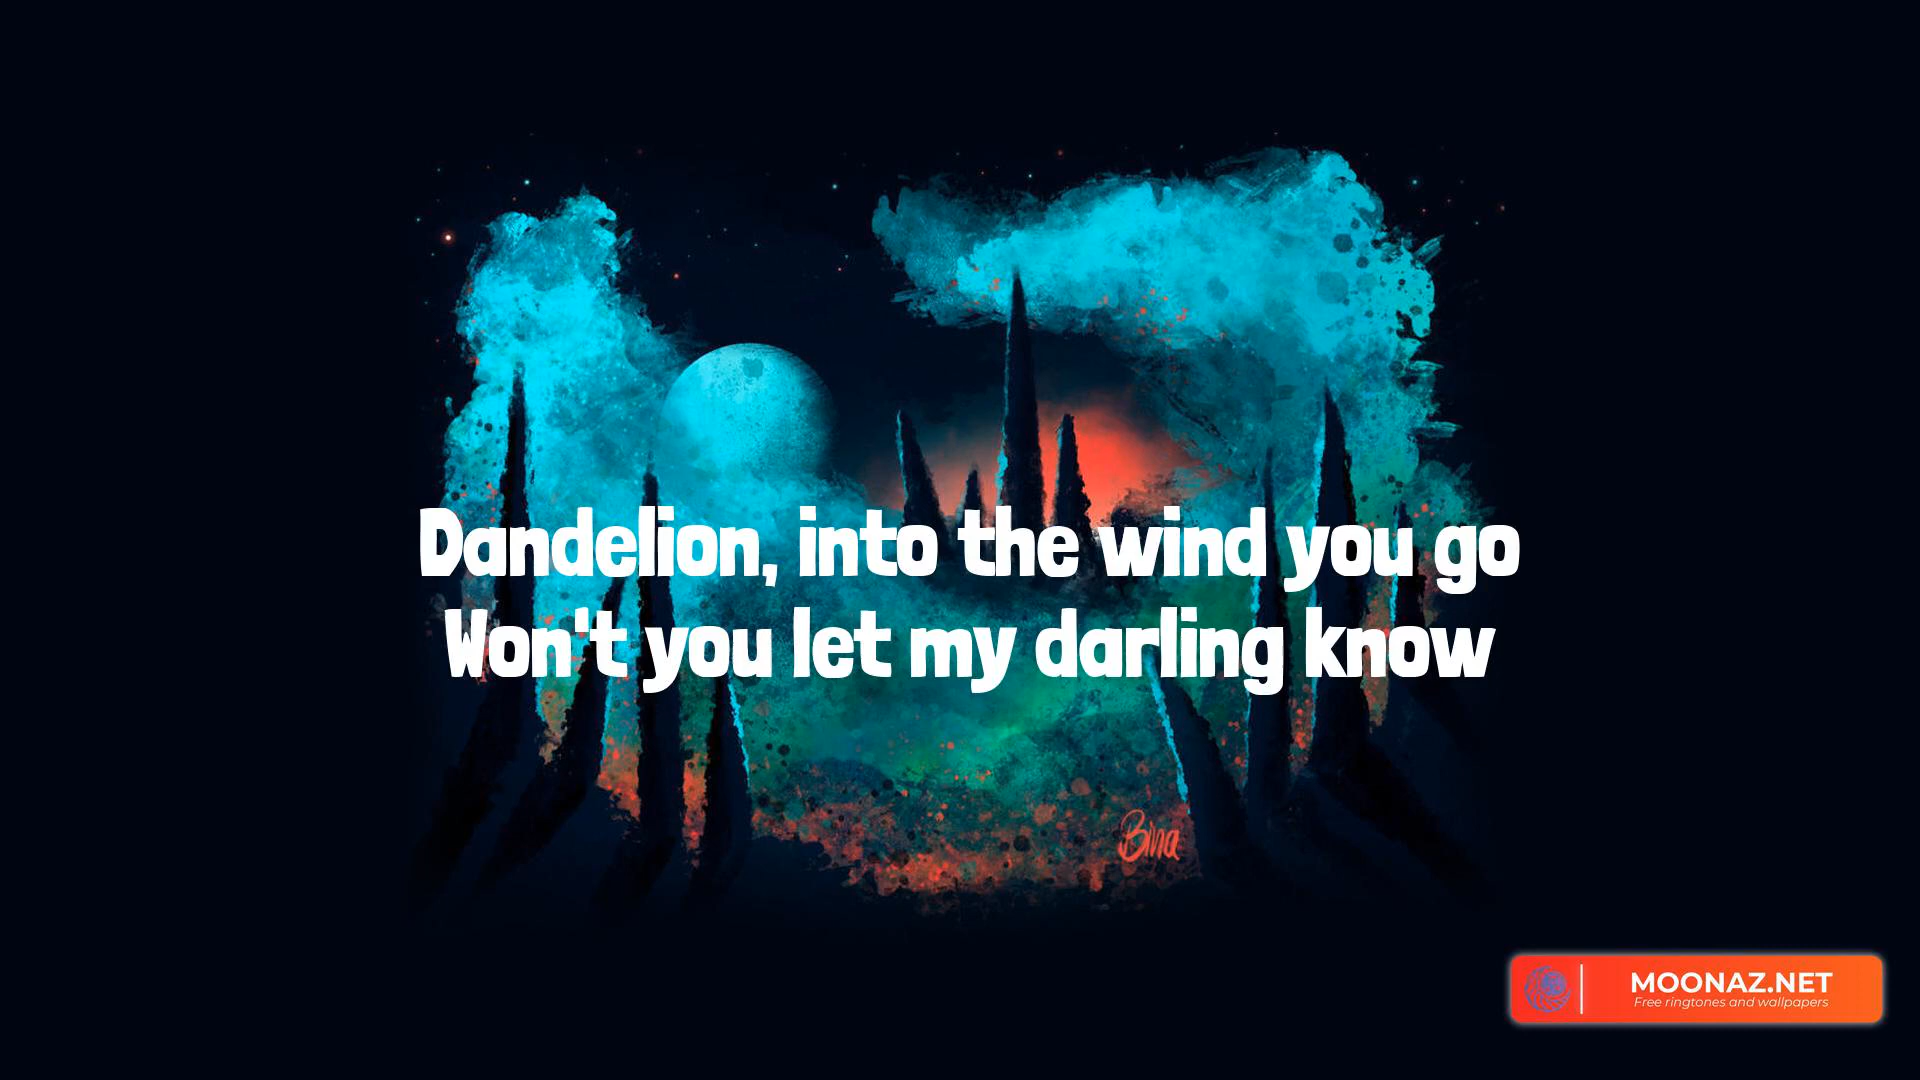 Dandelion, into the wind you go
Won't you let my darling know
Bina
MOONAZ.NET
Free ringtones and wallpapers